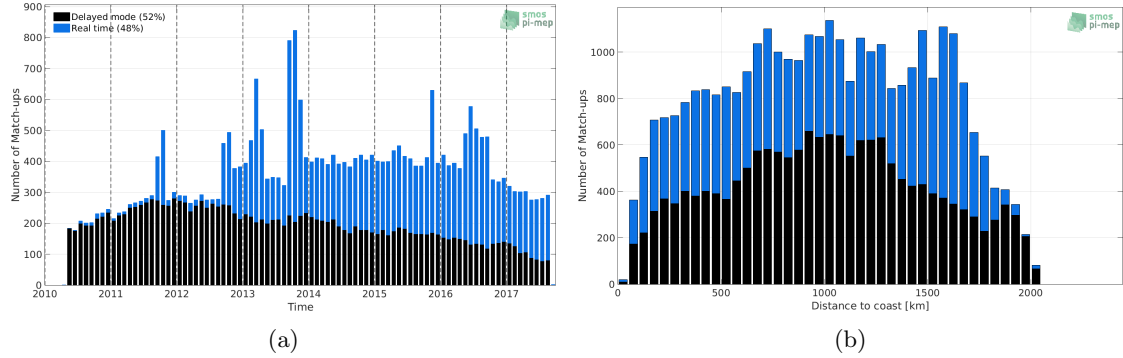 Delayed mode (52%)
Real time (48%)
smos
pi-mep
Number of Match-ups
900
800
700
600
500
400
300
200
100
0
2010 2011 2012 2013 2014 2015 2016 2017
Time
(a)
smos
pi-mep
Number of Match-ups
1000
800
600
400
200
0
0 500 1000 1500 2000
Distance to coast [km]
(b)